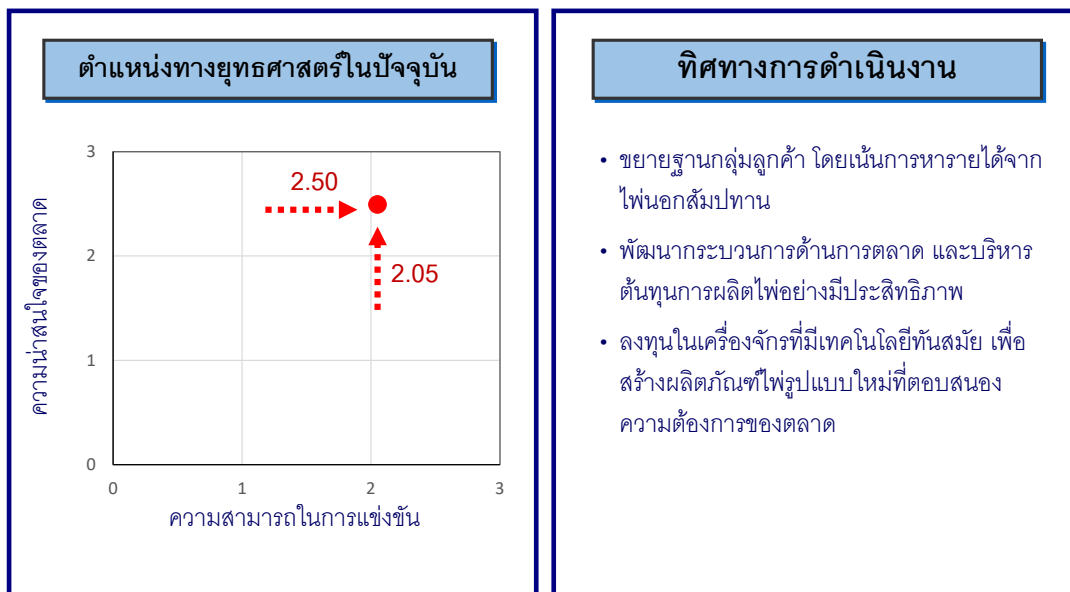 ตำแหน่งทางยุทธศาสตร์ในปัจจุบัน
3
2.50
2
2.05
1
0
0 1 2 3
ความน่าสนใจของตลาด
ความสามารถในการแข่งขัน
ทิศทางการดำเนินงาน
• ขยายฐานกลุ่มลูกค้า โดยเน้นการหารายได้จาก
ไพ่นอกสัมปทาน
• พัฒนากระบวนการด้านการตลาด และบริหาร
ต้นทุนการผลิตไพ่อย่างมีประสิทธิภาพ
• ลงทุนในเครื่องจักรที่มีเทคโนโลยีทันสมัย เพื่อ
สร้างผลิตภัณฑ์ไพ่รูปแบบใหม่ที่ตอบสนอง
ความต้องการของตลาด